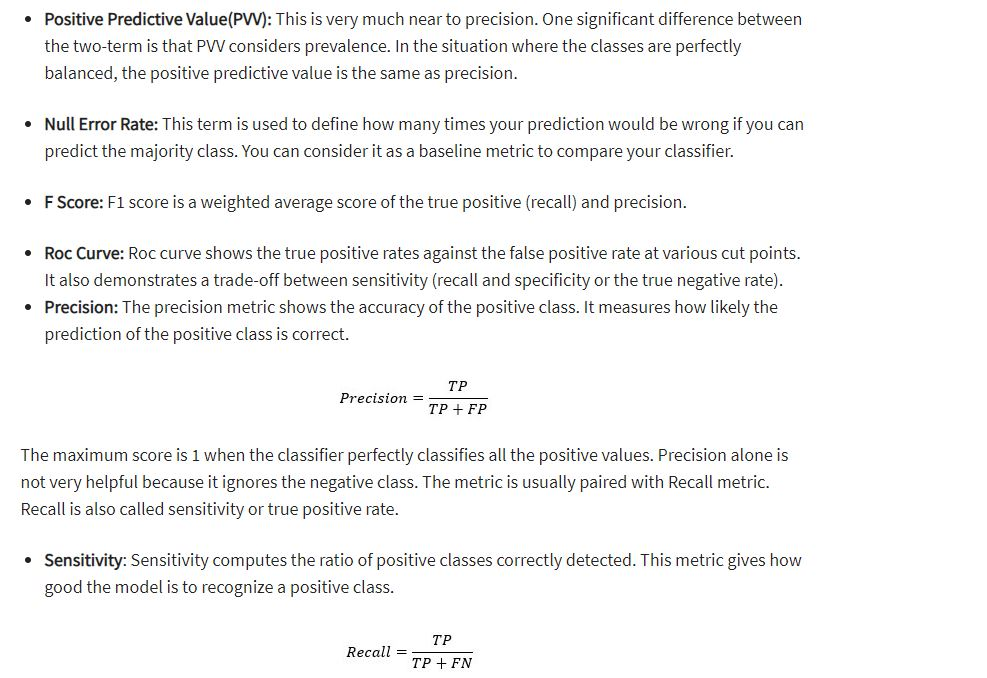 • Positive Predictive Value(PVV): This is very much near to precision. One significant difference between
the two-term is that PVV considers prevalence. In the situation where the classes are perfectly
balanced, the positive predictive value is the same as precision.
• Null Error Rate: This term is used to define how many times your prediction would be wrong if you can
predict the majority class. You can consider it as a baseline metric to compare your classifier.
• F Score: F1 score is a weighted average score of the true positive (recall) and precision.
• Roc Curve: Roc curve shows the true positive rates against the false positive rate at various cut points.
It also demonstrates a trade-off between sensitivity (recall and specificity or the true negative rate).
• Precision: The precision metric shows the accuracy of the positive class. It measures how likely the
prediction of the positive class is correct.
Precision = TP / TP + FP
The maximum score is 1 when the classifier perfectly classifies all the positive values. Precision alone is
not very helpful because it ignores the negative class. The metric is usually paired with Recall metric.
Recall is also called sensitivity or true positive rate.
• Sensitivity: Sensitivity computes the ratio of positive classes correctly detected. This metric gives how
good the model is to recognize a positive class.
Recall = TP / TP + FN